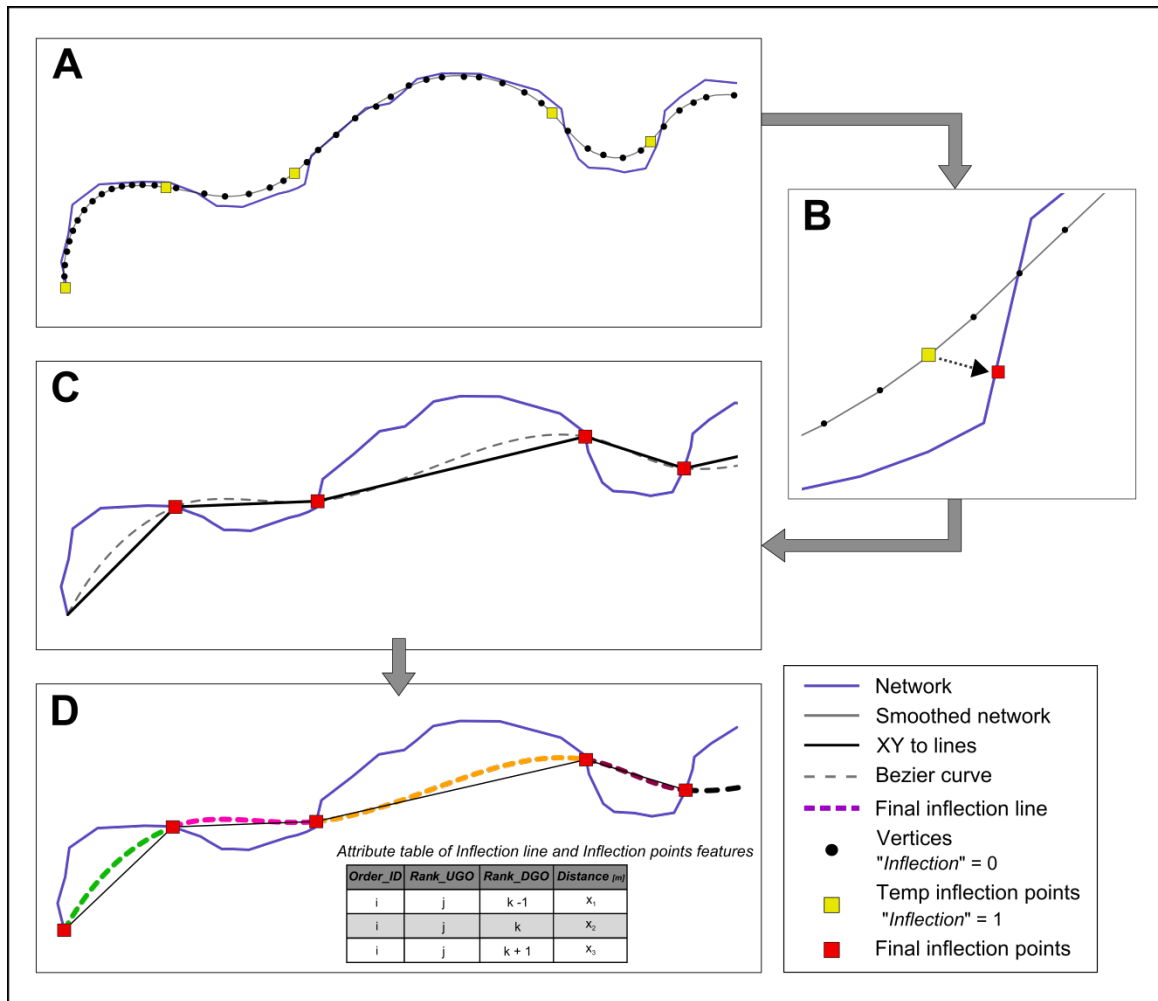 A
B
C
D
Attribute table of Inflection line and Inflection points features
Order_ID Rank_UGO Rank_DGO Distance [m]
i j k -1 x₁
i j k x₂
i j k + 1 x₃
Network
Smoothed network
XY to lines
Bezier curve
Final inflection line
Vertices
"Inflection" = 0
Temp inflection points
"Inflection" = 1
Final inflection points